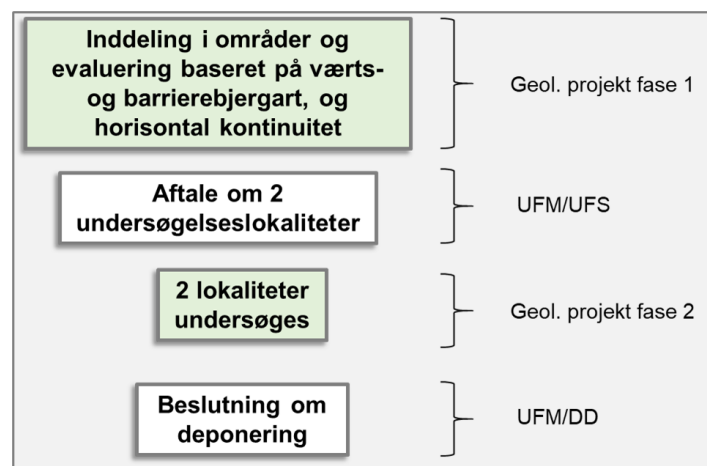 Inddeling i områder og
evaluering baseret på værts-
og barrierebjergart, og
horisontal kontinuitet
Geol. projekt fase 1
Aftale om 2
undersøgelseslokaliteter
UFM/UFS
2 lokaliteter
undersøges
Geol. projekt fase 2
Beslutning om
deponering
UFM/DD